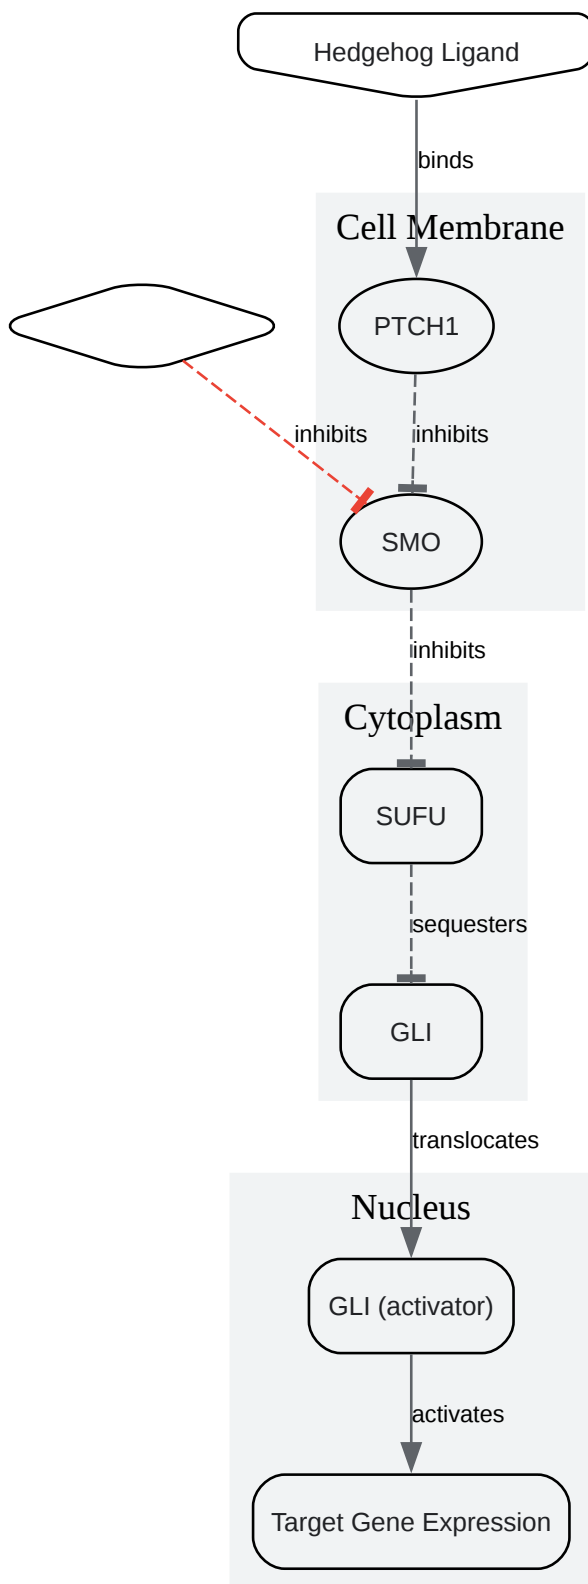 Hedgehog Ligand
binds
Cell Membrane
PTCH1
inhibits
inhibits
SMO
inhibits
Cytoplasm
SUFU
sequesters
GLI
translocates
Nucleus
GLI (activator)
activates
Target Gene Expression